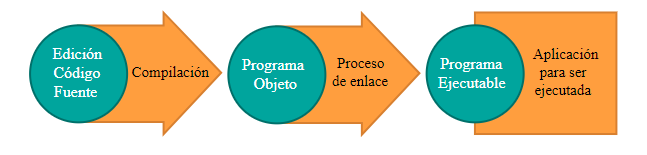 Edición
Código
Fuente
Compilación
Programa
Objeto
Proceso
de enlace
Programa
Ejecutable
Aplicación
para ser
ejecutada